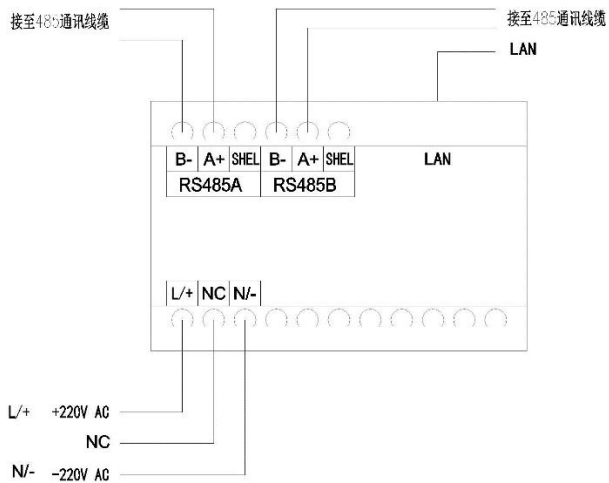 接至485通讯线缆
接至485通讯线缆
LAN
B- A+ SHEL B- A+ SHEL LAN
RS485A RS485B
L/+ NC N/-
L/+ +220V AC
NC
N/- -220V AC